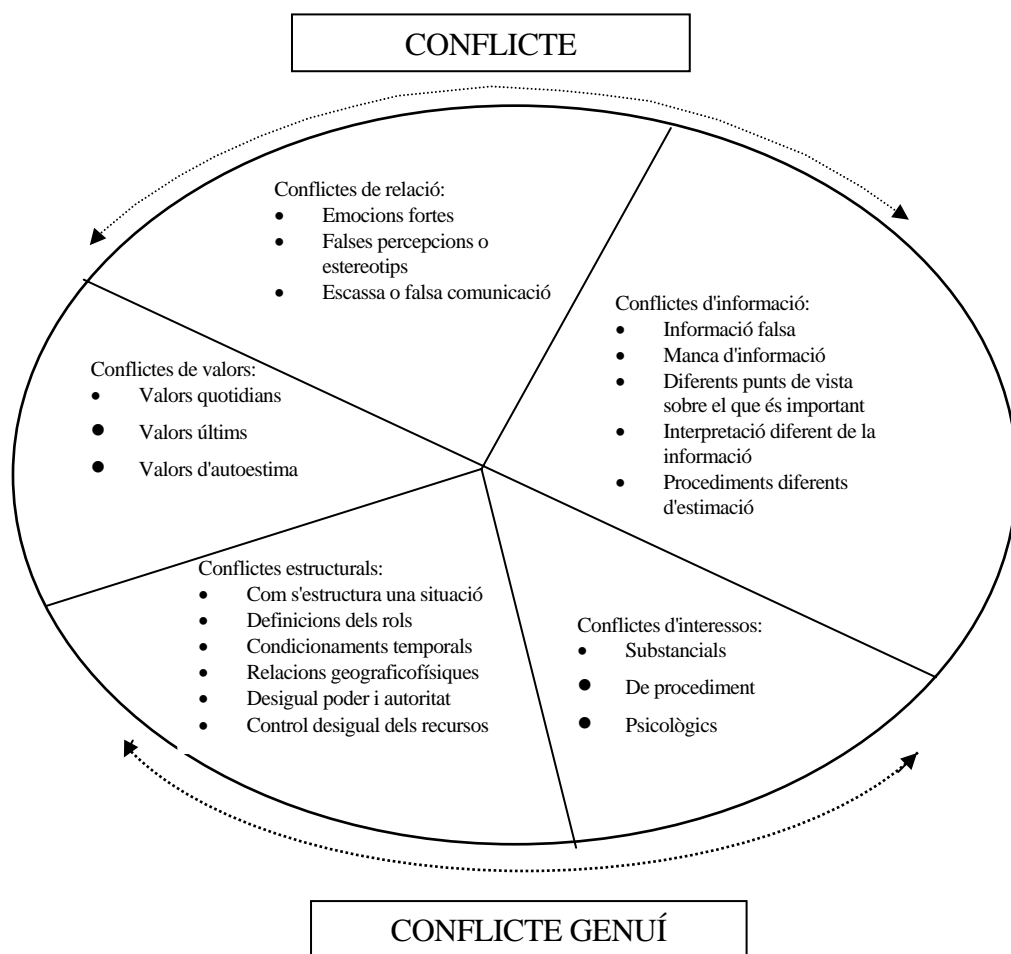 CONFLICTE
Conflictes de relació:
• Emocions fortes
• Falses percepcions o
estereotips
• Escassa o falsa comunicació
Conflictes d'informació:
• Informació falsa
• Manca d'informació
• Diferents punts de vista
sobre el que és important
• Interpretació diferent de la
informació
• Procediments diferents
d'estimació
Conflictes de valors:
• Valors quotidians
• Valors últims
• Valors d'autoestima
Conflictes estructurals:
• Com s'estructura una situació
• Definicions dels rols
• Condicionaments temporals
• Relacions geograficofísiques
• Desigual poder i autoritat
• Control desigual dels recursos
Conflictes d'interessos:
• Substancials
• De procediment
• Psicològics
CONFLICTE GENUÍ